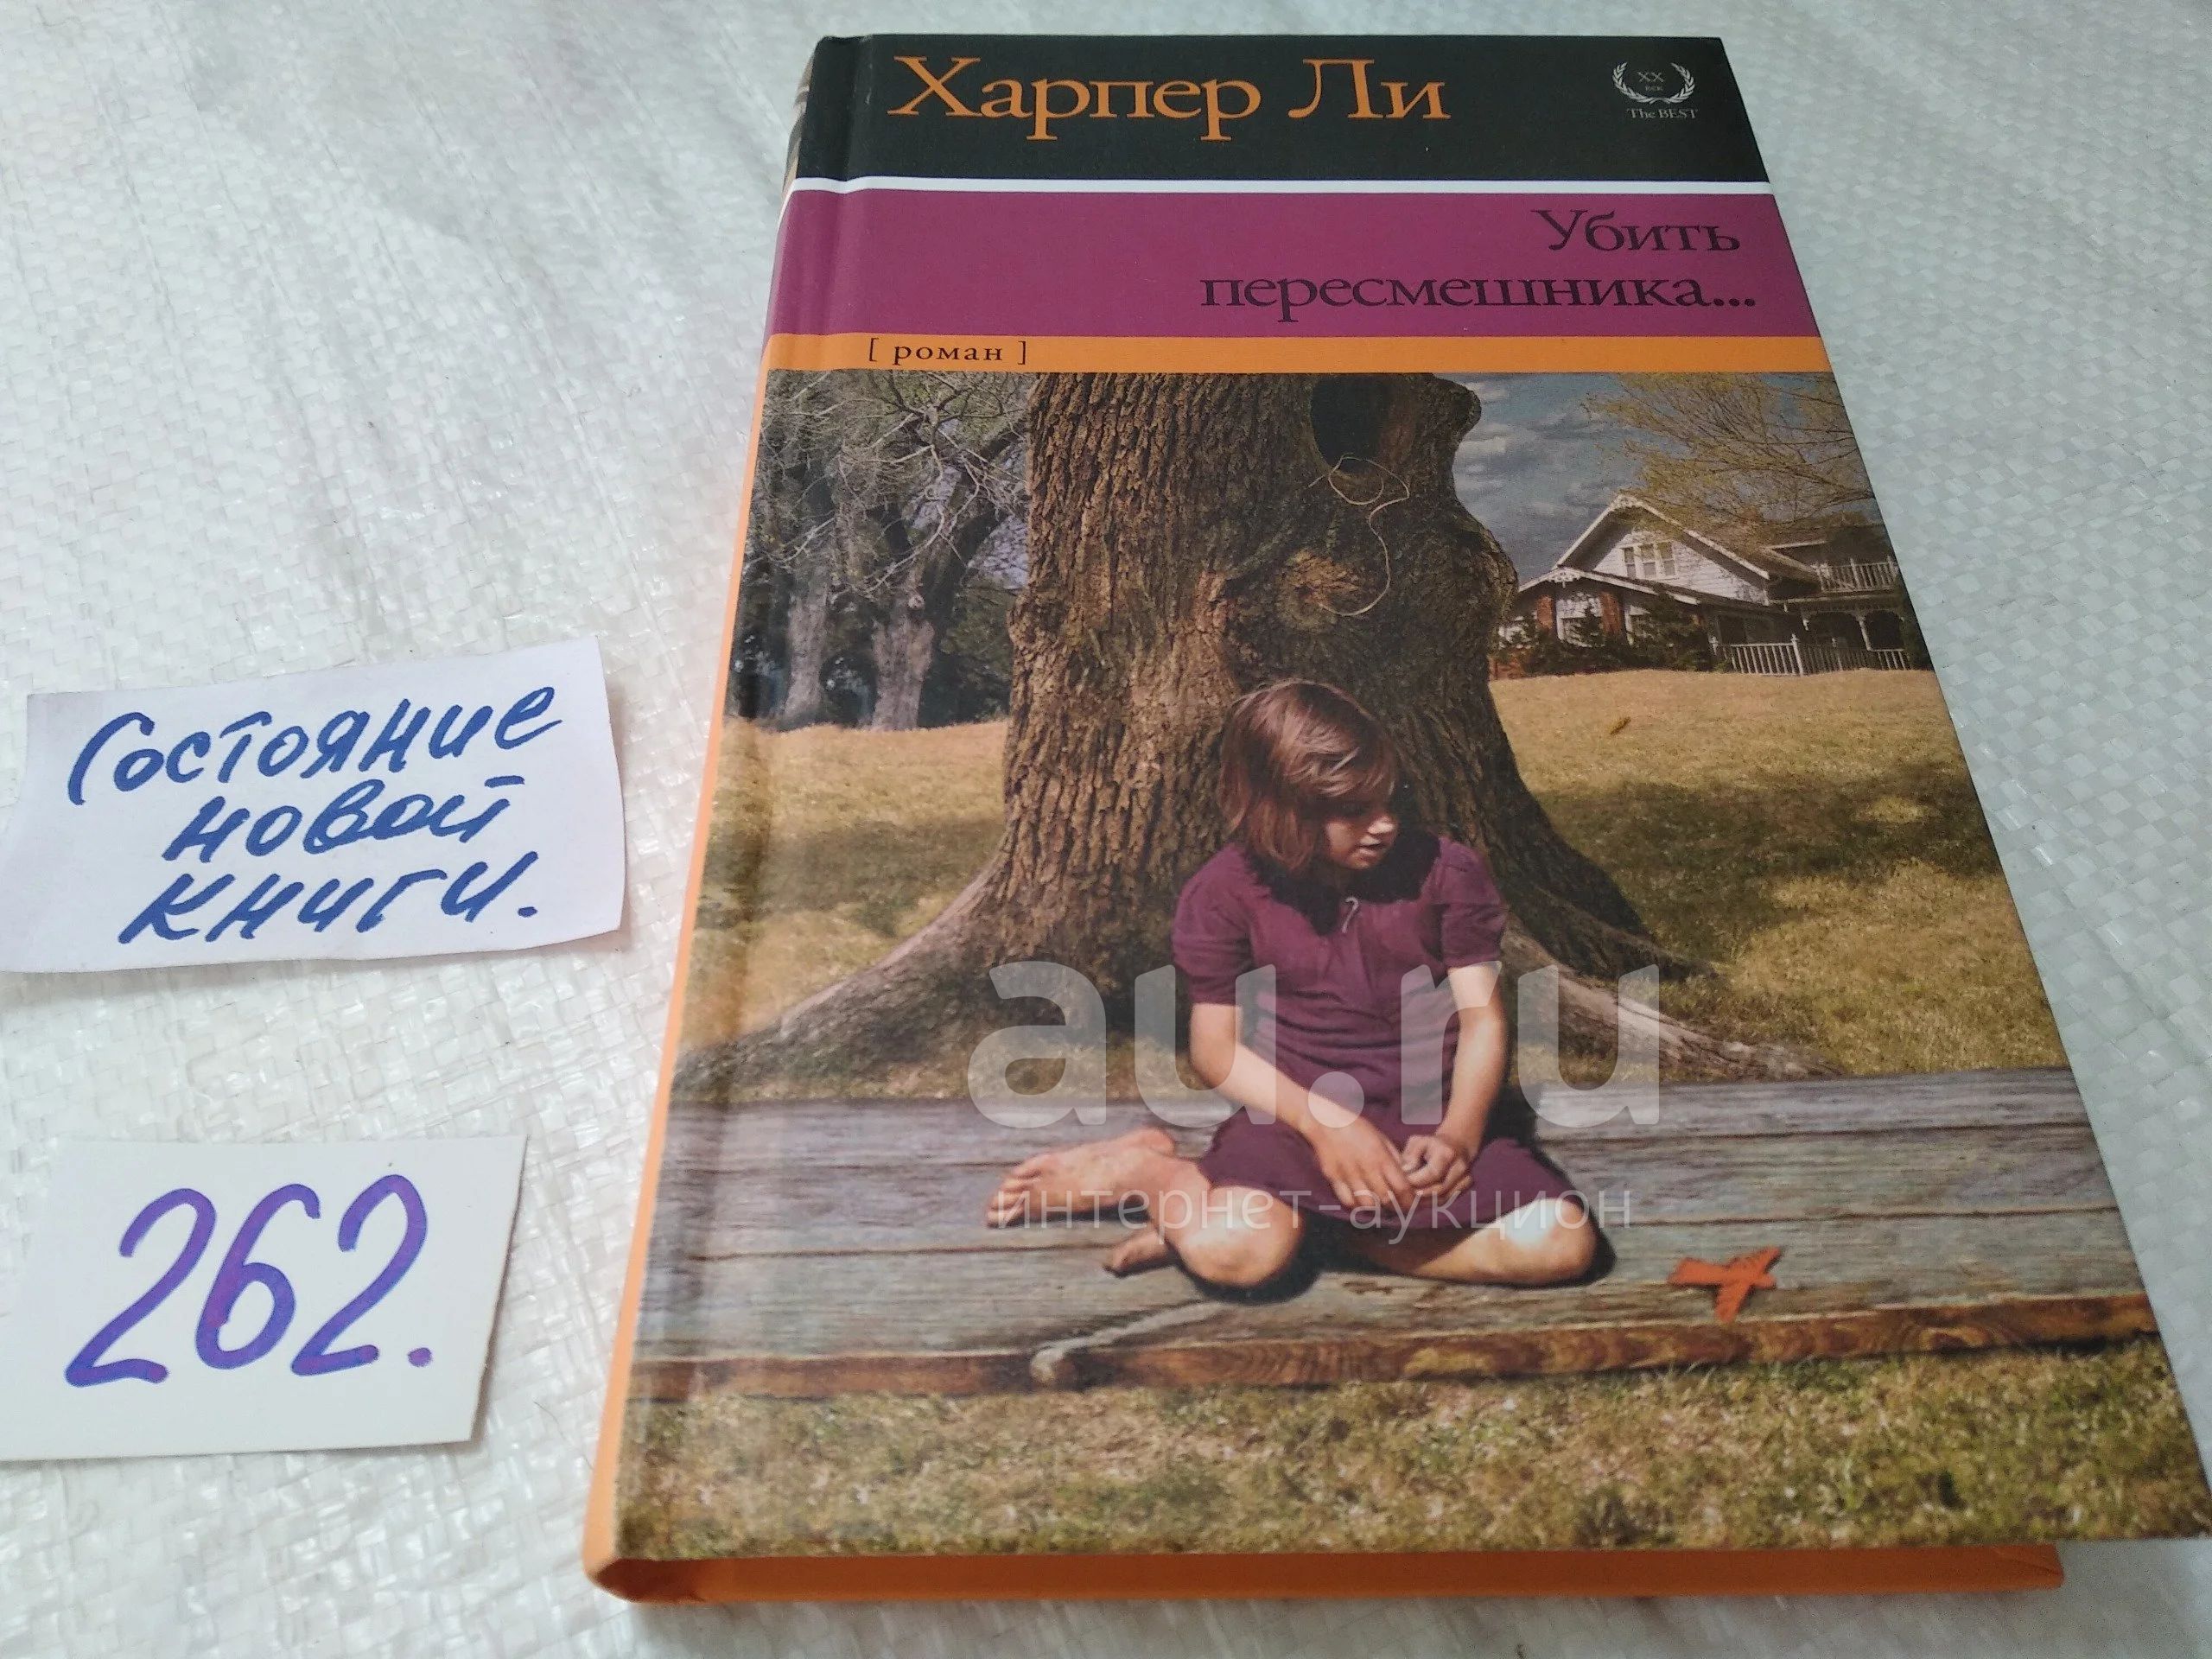 Харпер Ли
XX
век
The BEST
Убить
пересмешника...
[ роман ]
Состояние
новой
книги.
262.
au.ru
интернет-аукцион